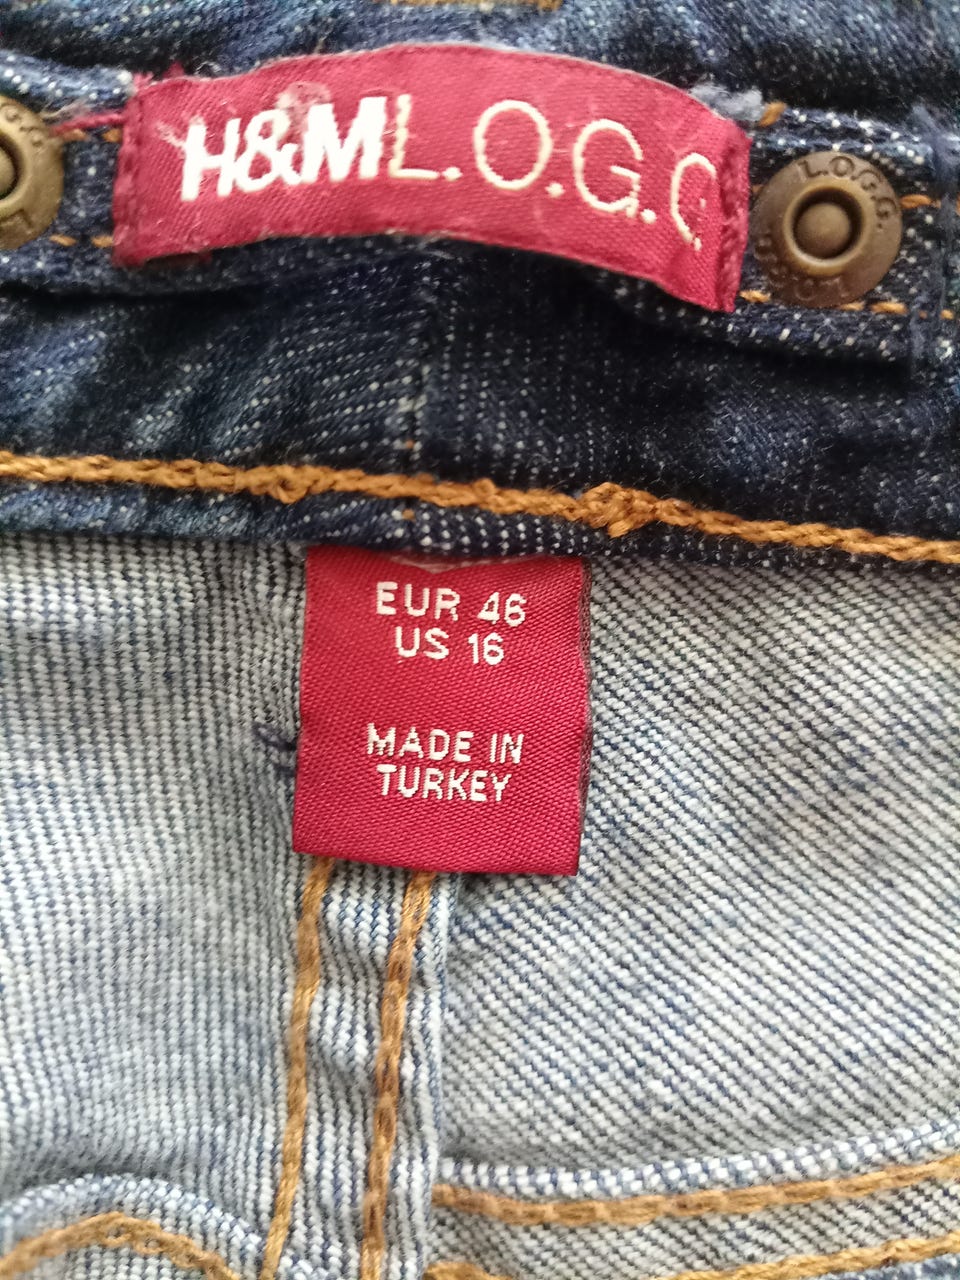 H&M L.O.G.G.
L.O.G.G.
EUR 46
US 16
MADE IN
TURKEY